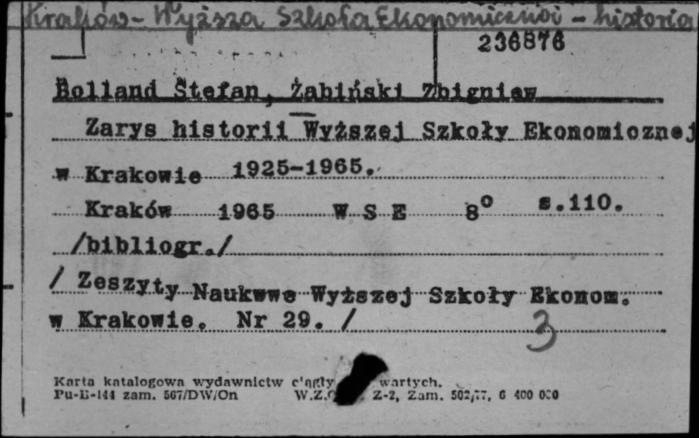 Kraków - Wyższa Szkoła Ekonomicznoi - historia
236876
Bolland Stefan, Żabiński Zbigniew
Zarys historii Wyższej Szkoły Ekonomicznej
w Krakowie 1925-1965.
Kraków 1965 W S E 8° s.110.
/bibliogr./
/ Zeszyty Naukowe Wyższej Szkoły Ekonom.
w Krakowie. Nr 29. /
3
Karta katalogowa wydawnictw wartych.
Pu-B-144 zam. 567/DW/On W.Z. Z-2, Zam. 502/77, 6 400 000